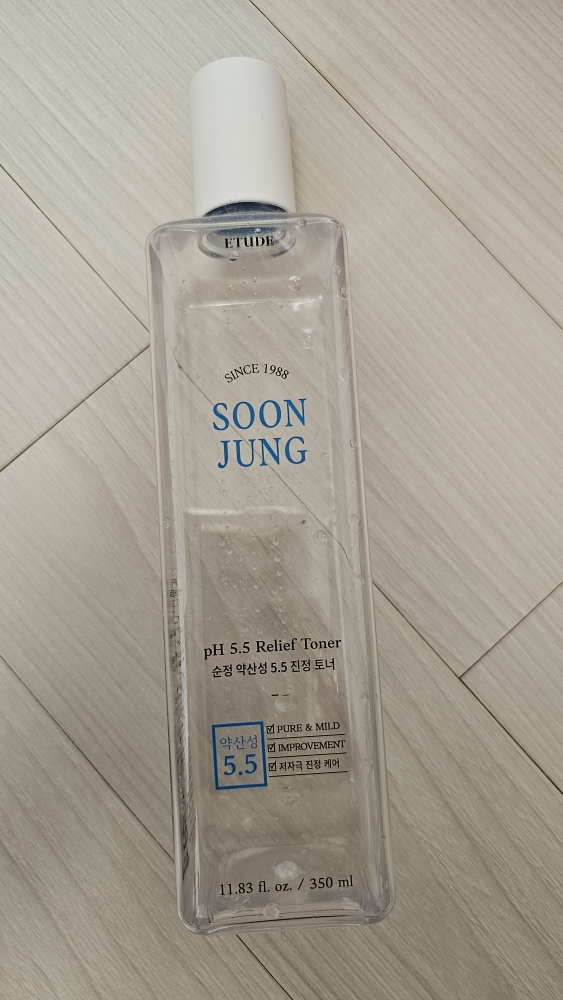 ETUDE
SINCE 1988
SOON
JUNG
pH 5.5 Relief Toner
순정 약산성 5.5 진정 토너
약산성
5.5
☑ PURE & MILD
☑ IMPROVEMENT
☑ 저자극 진정 케어
11.83 fl. oz. / 350 ml